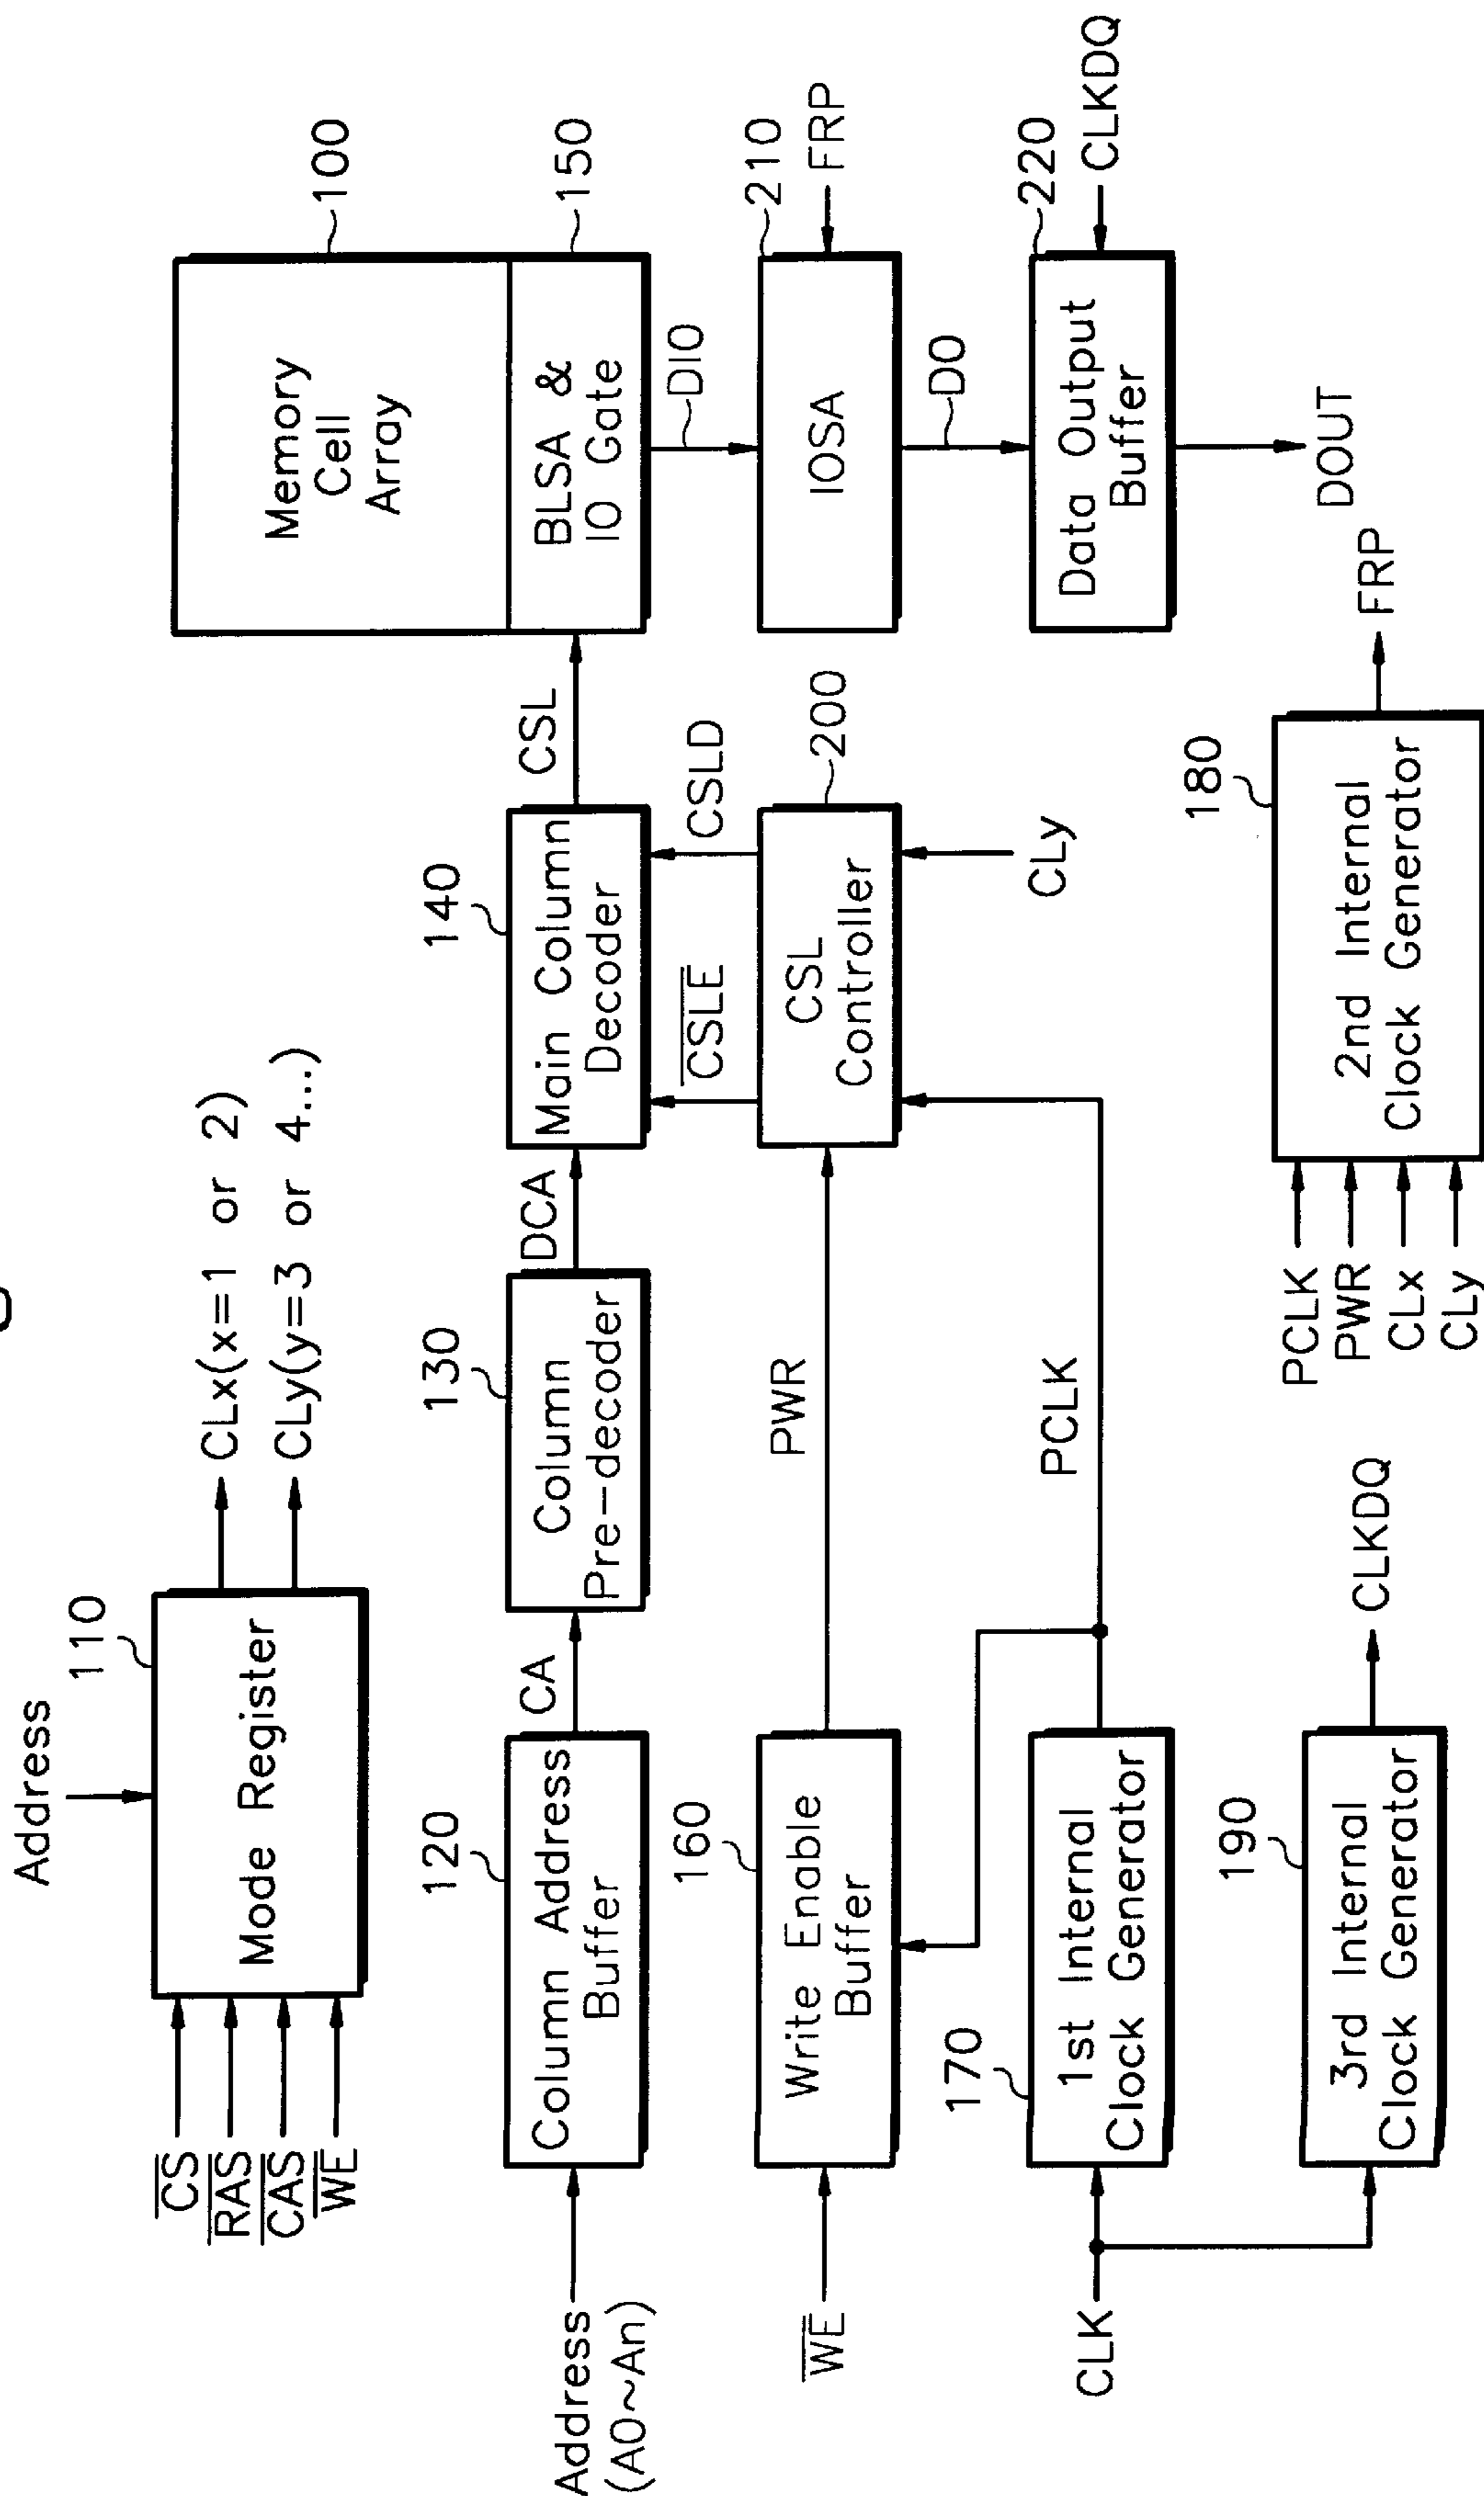 Address
110
CS
RAS
CAS
WE
Mode Register
CLx(x=1 or 2)
CLy(y=3 or 4...)
Memory
Cell
Array
100
Address
(A0~An)
120
Column Address
Buffer
CA
130
Column
Pre-decoder
DCA
140
Main Column
Decoder
CSL
BLSA &
IO Gate
150
CSLE
CSLD
DIO
WE
160
Write Enable
Buffer
PWR
CSL
Controller
200
IOSA
210
FRP
DO
CLy
CLK
170
1st Internal
Clock Generator
PCLK
Data Output
Buffer
220
CLKDQ
DOUT
190
3rd Internal
Clock Generator
CLKDQ
PCLK
PWR
CLx
CLy
180
2nd Internal
Clock Generator
FRP